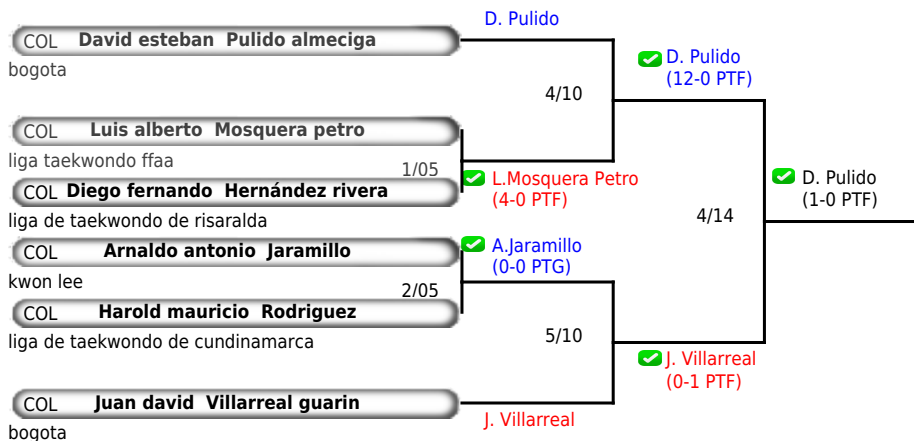 D. Pulido
COL David esteban Pulido almeciga
bogota
D. Pulido
(12-0 PTF)
4/10
COL Luis alberto Mosquera petro
liga taekwondo ffaa
1/05
L.Mosquera Petro
(4-0 PTF)
COL Diego fernando Hernández rivera
liga de taekwondo de risaralda
D. Pulido
(1-0 PTF)
4/14
COL Arnaldo antonio Jaramillo
kwon lee
A.Jaramillo
(0-0 PTG)
2/05
COL Harold mauricio Rodriguez
liga de taekwondo de cundinamarca
5/10
J. Villarreal
(0-1 PTF)
COL Juan david Villarreal guarin
bogota
J. Villarreal